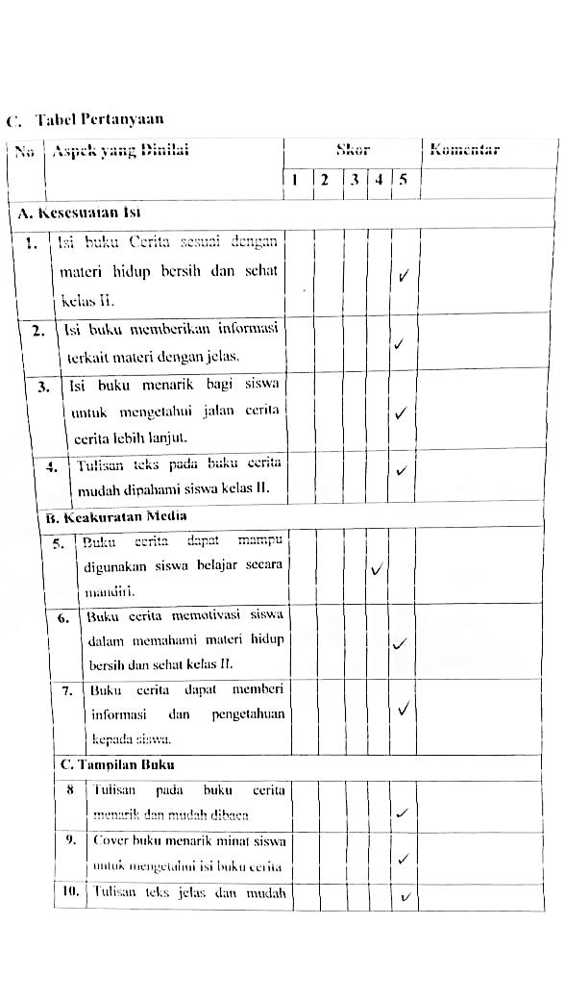 C. Tabel Pertanyaan
No Aspek yang Dinilai Skor Komentar
1 2 3 4 5
A. Kesesuaian Isi
1. Isi buku Cerita sesuai dengan
materi hidup bersih dan sehat ✓
kelas II.
2. Isi buku memberikan informasi
terkait materi dengan jelas. ✓
3. Isi buku menarik bagi siswa
untuk mengetahui jalan cerita ✓
cerita lebih lanjut.
4. Tulisan teks pada buku cerita ✓
mudah dipahami siswa kelas II.
B. Keakuratan Media
5. Buku cerita dapat mampu
digunakan siswa belajar secara ✓
mandiri.
6. Buku cerita memotivasi siswa
dalam memahami materi hidup ✓
bersih dan sehat kelas II.
7. Buku cerita dapat memberi
informasi dan pengetahuan ✓
kepada siswa.
C. Tampilan Buku
8 Tulisan pada buku cerita
menarik dan mudah dibaca ✓
9. Cover buku menarik minat siswa
untuk mengetahui isi buku cerita ✓
10. Tulisan teks jelas dan mudah ✓